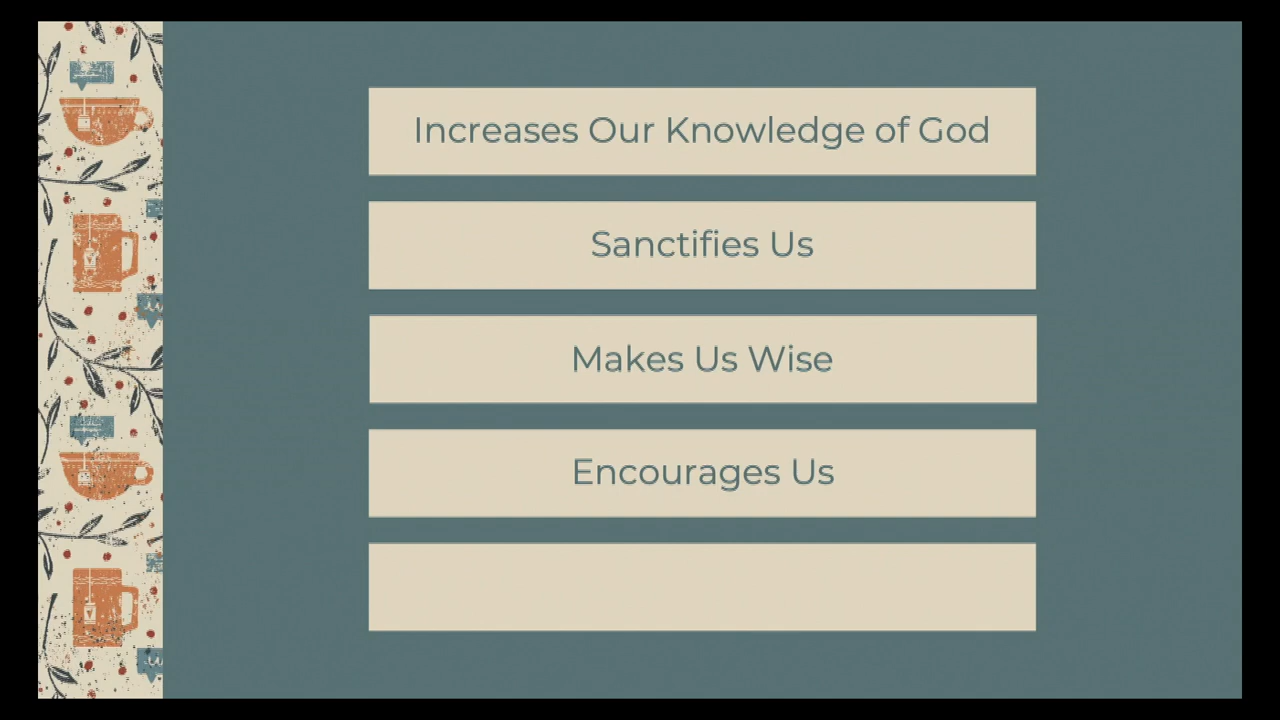 Increases Our Knowledge of God
Sanctifies Us
Makes Us Wise
Encourages Us